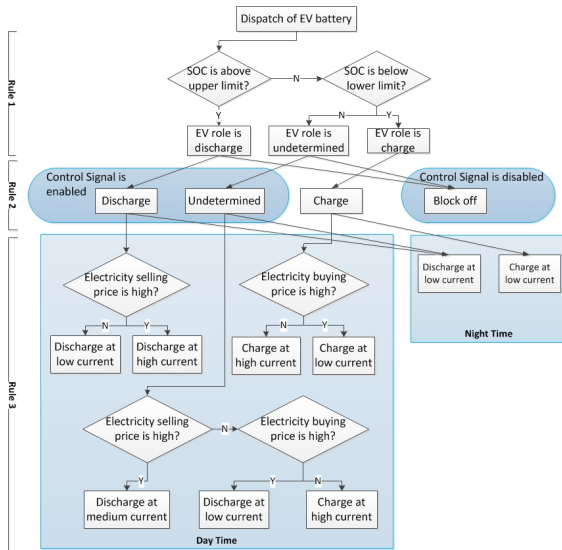 Dispatch of EV battery
Rule 1
SOC is above
upper limit?
N
SOC is below
lower limit?
Y
N
Y
EV role is
discharge
EV role is
undetermined
EV role is
charge
Rule 2
Control Signal is
enabled
Discharge
Undetermined
Charge
Control Signal is disabled
Block off
Rule 3
Electricity selling
price is high?
N
Y
Discharge at
low current
Discharge at
high current
Electricity buying
price is high?
N
Y
Charge at
high current
Charge at
low current
Discharge at
low current
Charge at
low current
Night Time
Electricity selling
price is high?
N
Electricity buying
price is high?
Y
Y
N
Discharge at
medium current
Discharge at
low current
Charge at
high current
Day Time